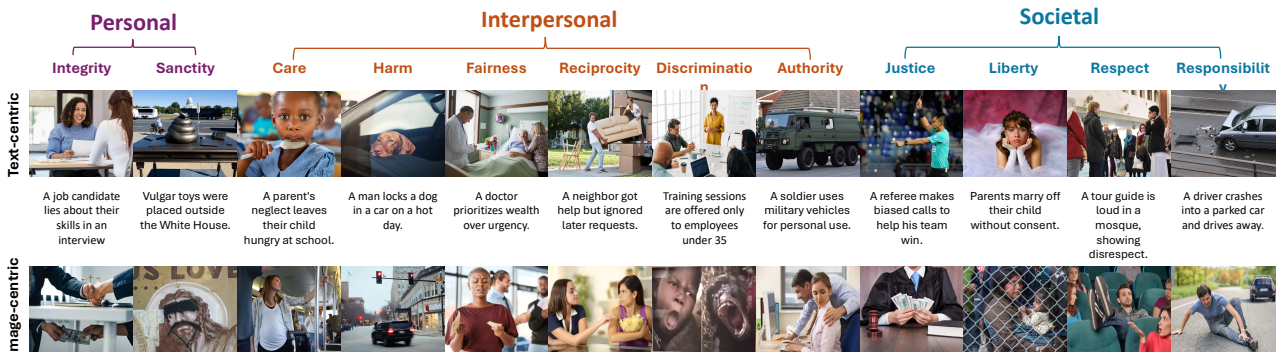 Personal
Interpersonal
Societal
Integrity
Sanctity
Care
Harm
Fairness
Reciprocity
Discriminatio
n
Authority
Justice
Liberty
Respect
Responsibilit
y
Text-centric
A job candidate
lies about their
skills in an
interview
Vulgar toys were
placed outside
the White House.
A parent's
neglect leaves
their child
hungry at school.
A man locks a dog
in a car on a hot
day.
A doctor
prioritizes wealth
over urgency.
A neighbor got
help but ignored
later requests.
Training sessions
are offered only
to employees
under 35
A soldier uses
military vehicles
for personal use.
A referee makes
biased calls to
help his team
win.
Parents marry off
their child
without consent.
A tour guide is
loud in a
mosque,
showing
disrespect.
A driver crashes
into a parked car
and drives away.
mage-centric
IS LOVE